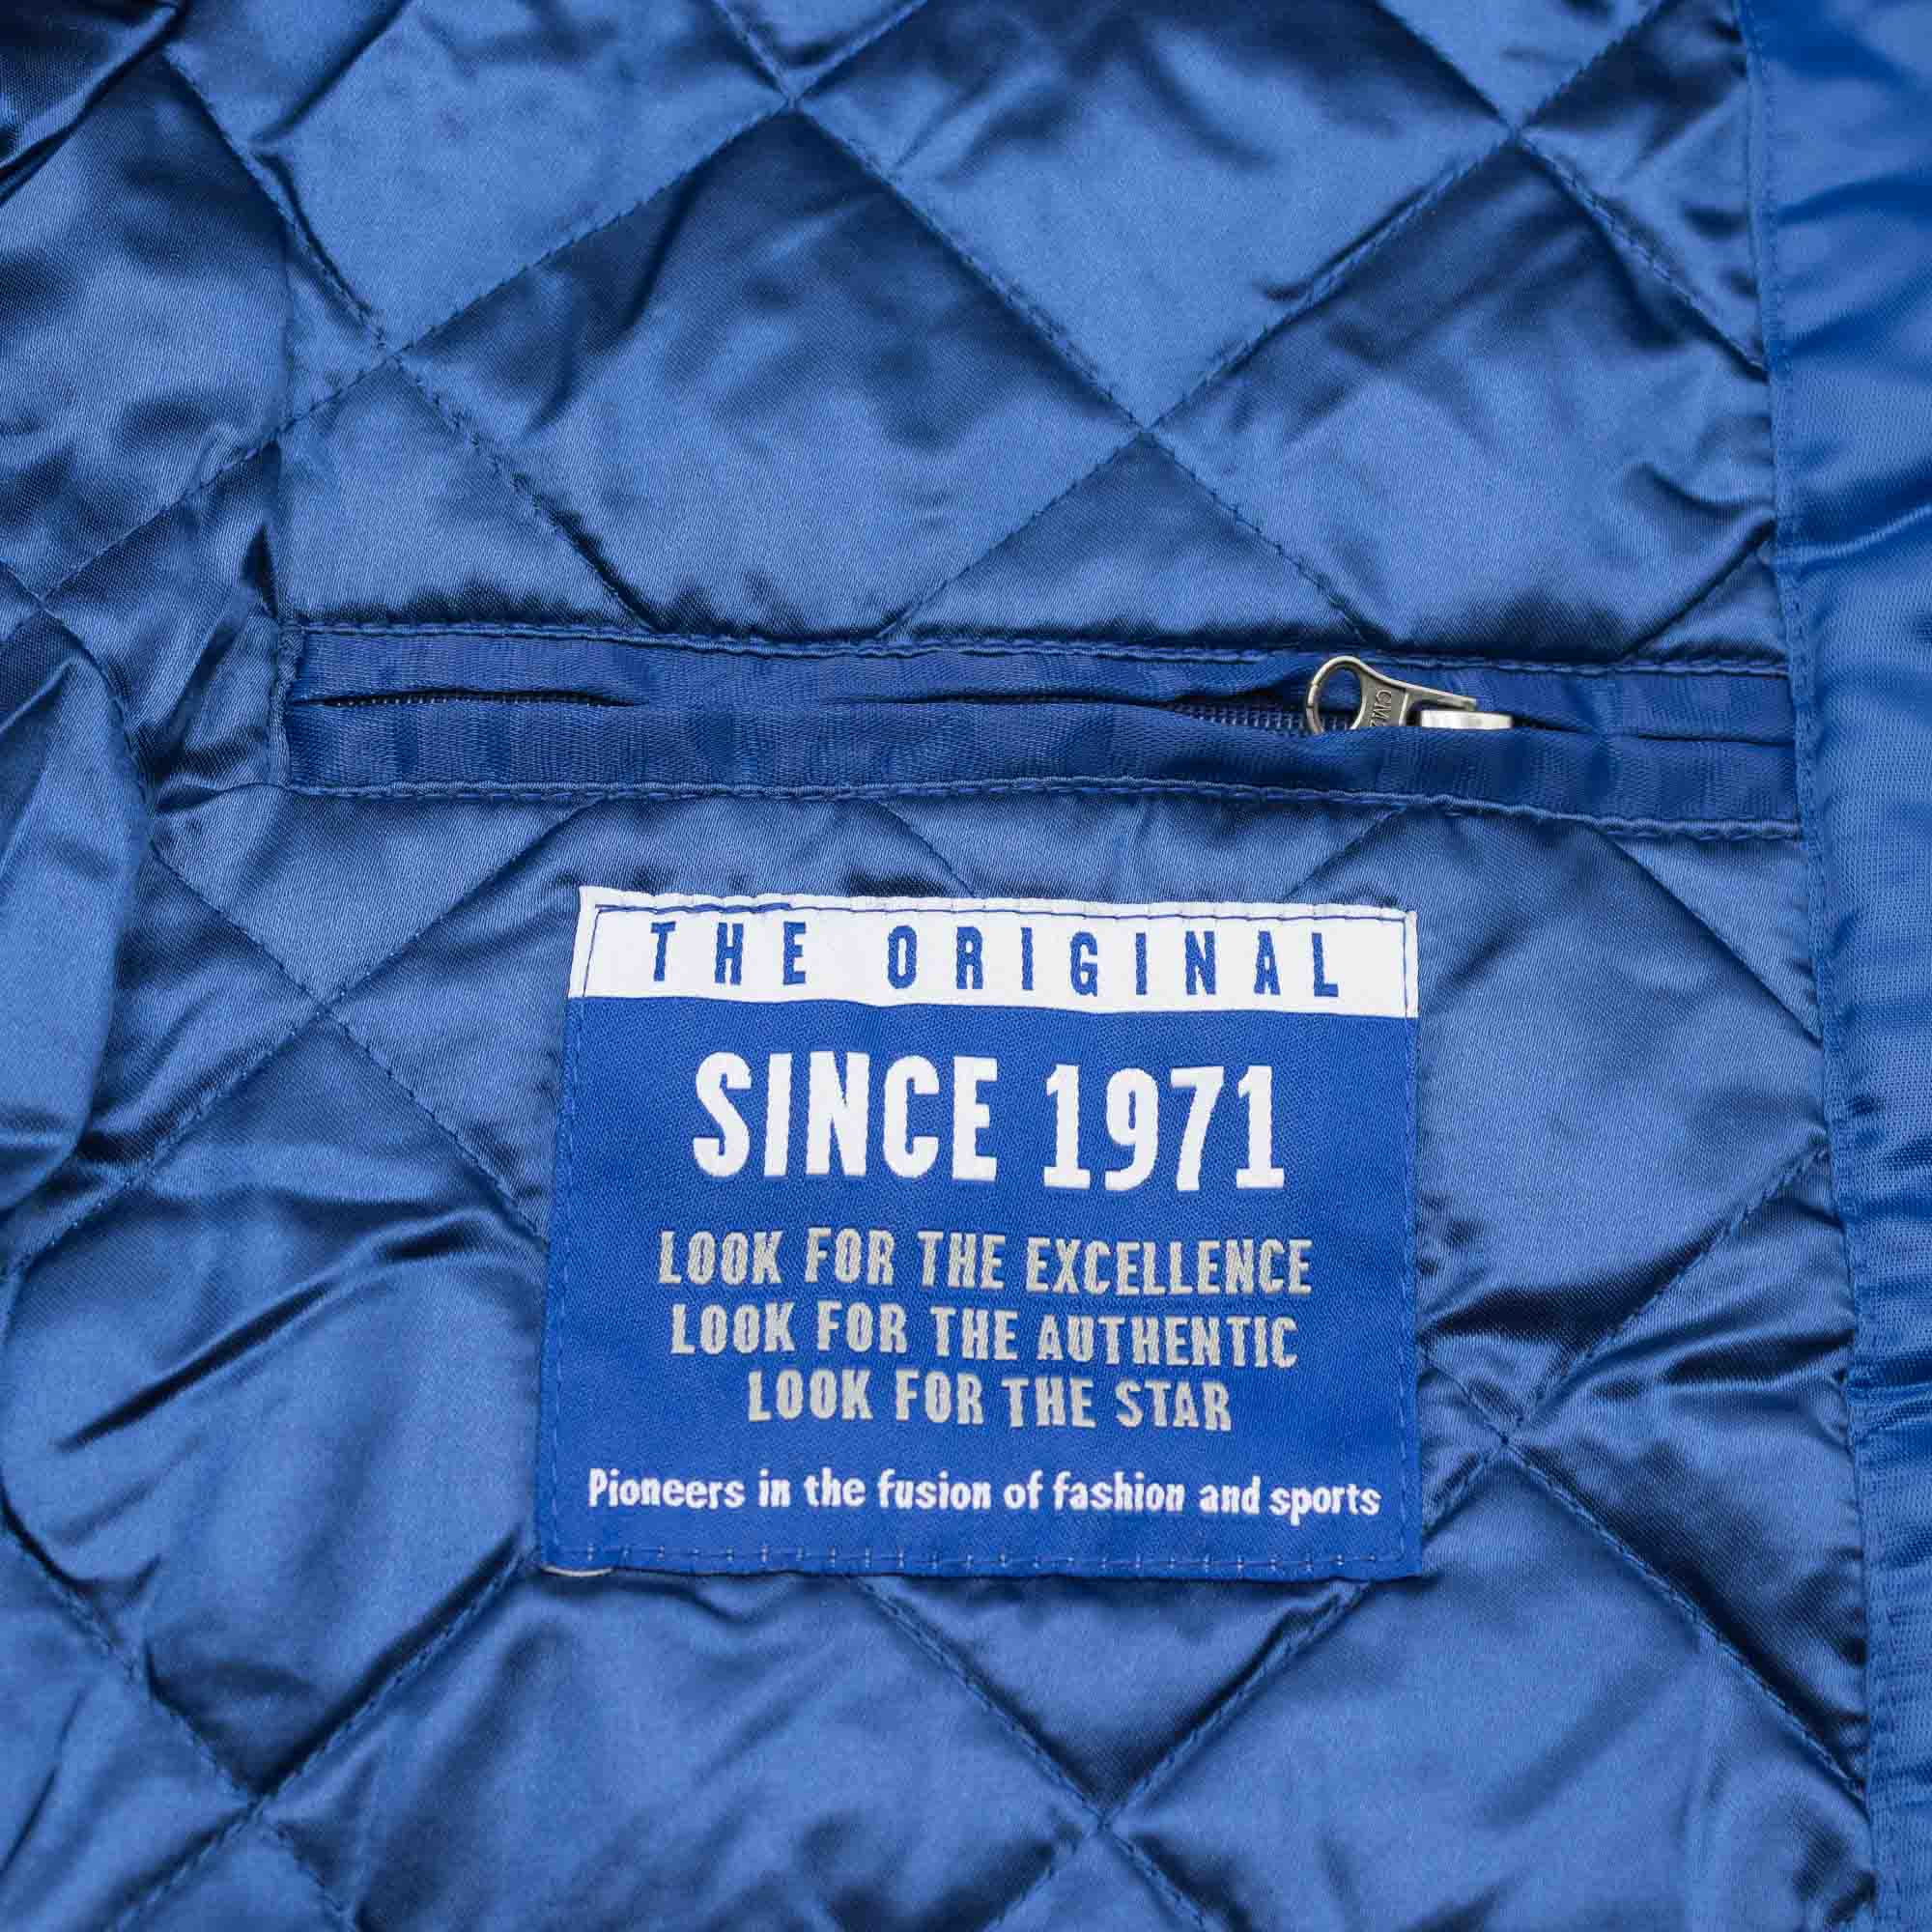 THE ORIGINAL
SINCE 1971
LOOK FOR THE EXCELLENCE
LOOK FOR THE AUTHENTIC
LOOK FOR THE STAR
Pioneers in the fusion of fashion and sports